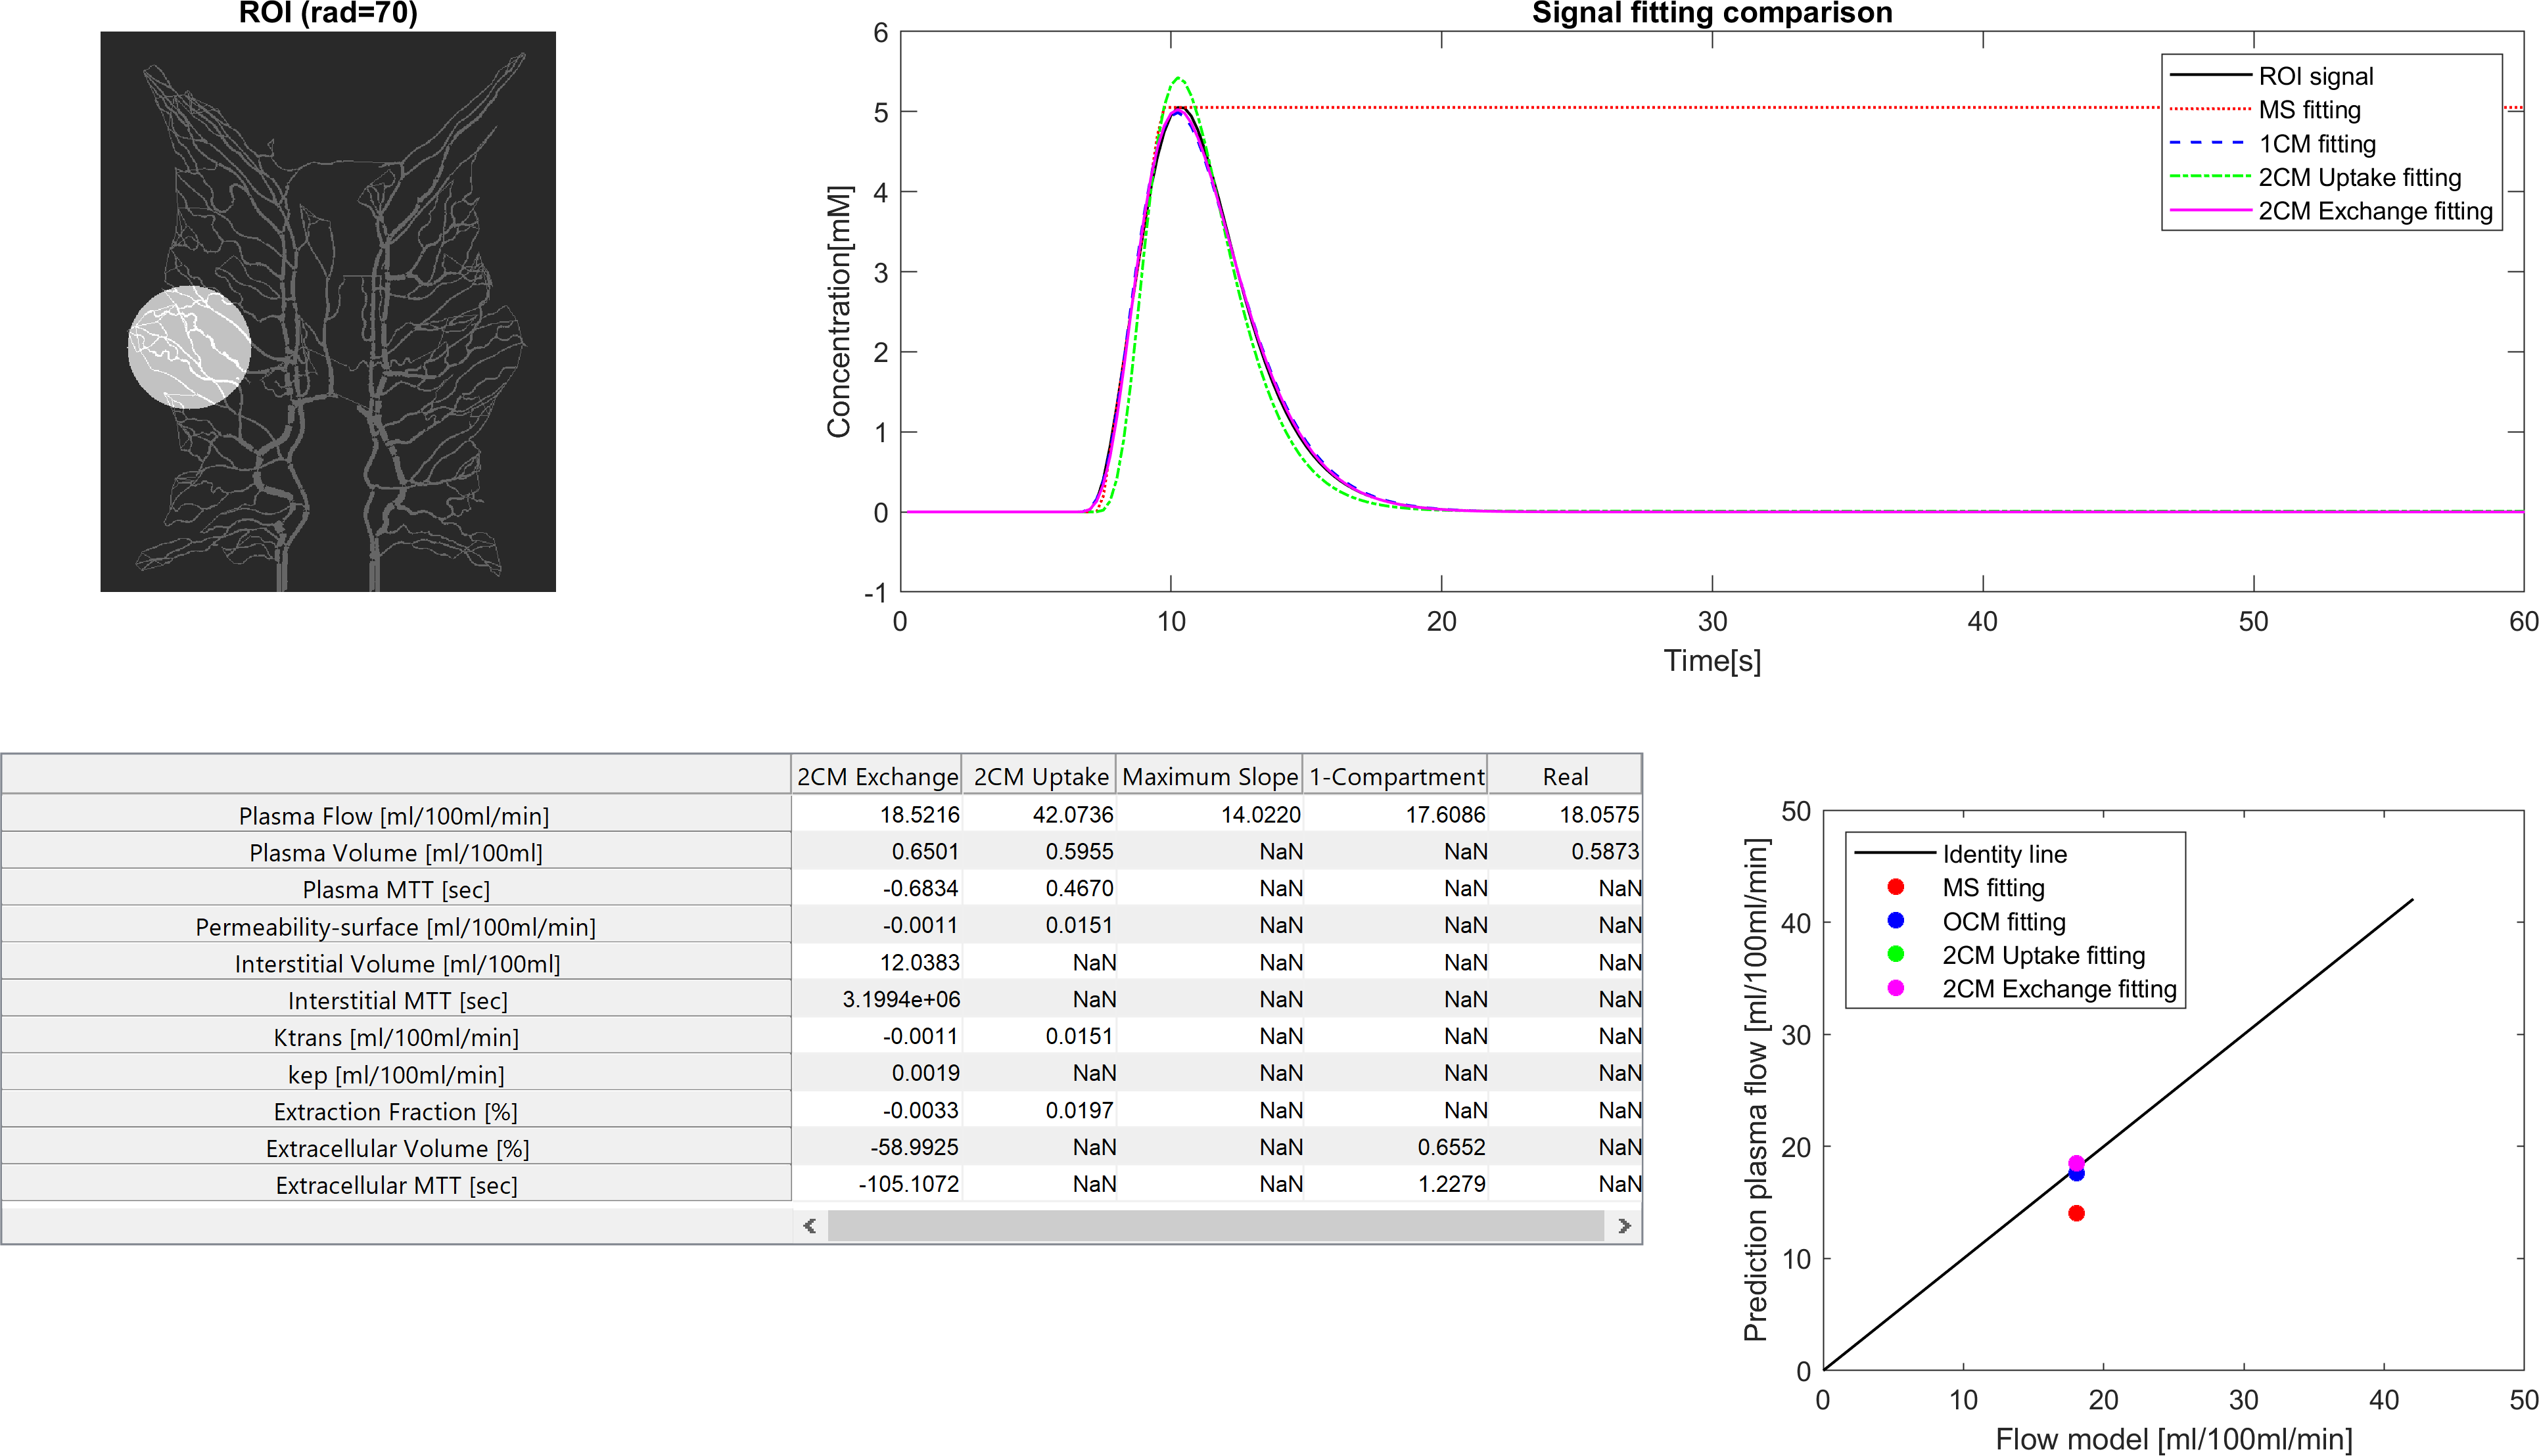 ROI (rad=70)
Signal fitting comparison
6
5
4
3
2
1
0
-1
Concentration[mM]
0 10 20 30 40 50 60
Time[s]
ROI signal
MS fitting
1CM fitting
2CM Uptake fitting
2CM Exchange fitting
2CM Exchange 2CM Uptake Maximum Slope 1-Compartment Real
Plasma Flow [ml/100ml/min] 18.5216 42.0736 14.0220 17.6086 18.0575
Plasma Volume [ml/100ml] 0.6501 0.5955 NaN NaN 0.5873
Plasma MTT [sec] -0.6834 0.4670 NaN NaN NaN
Permeability-surface [ml/100ml/min] -0.0011 0.0151 NaN NaN NaN
Interstitial Volume [ml/100ml] 12.0383 NaN NaN NaN NaN
Interstitial MTT [sec] 3.1994e+06 NaN NaN NaN NaN
Ktrans [ml/100ml/min] -0.0011 0.0151 NaN NaN NaN
kep [ml/100ml/min] 0.0019 NaN NaN NaN NaN
Extraction Fraction [%] -0.0033 0.0197 NaN NaN NaN
Extracellular Volume [%] -58.9925 NaN NaN 0.6552 NaN
Extracellular MTT [sec] -105.1072 NaN NaN 1.2279 NaN
50
40
30
20
10
0
Prediction plasma flow [ml/100ml/min]
Identity line
MS fitting
OCM fitting
2CM Uptake fitting
2CM Exchange fitting
0 10 20 30 40 50
Flow model [ml/100ml/min]